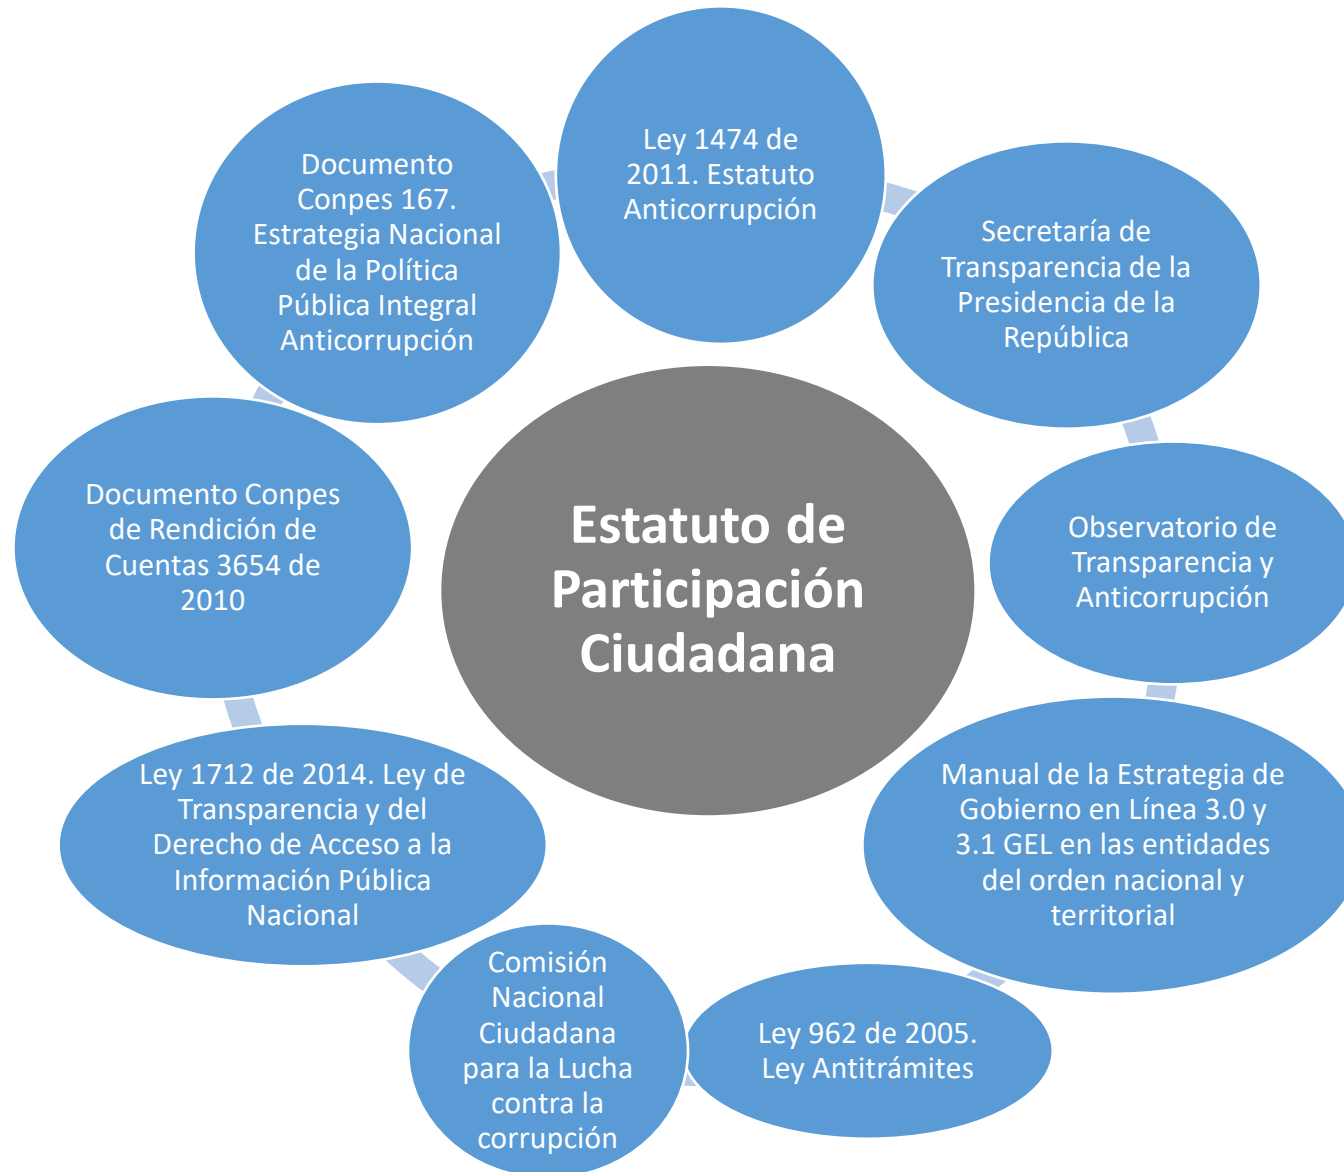 Ley 1474 de
2011. Estatuto
Anticorrupción
Secretaría de
Transparencia de la
Presidencia de la
República
Observatorio de
Transparencia y
Anticorrupción
Manual de la Estrategia de
Gobierno en Línea 3.0 y
3.1 GEL en las entidades
del orden nacional y
territorial
Ley 962 de 2005.
Ley Antitrámites
Comisión
Nacional
Ciudadana
para la Lucha
contra la
corrupción
Ley 1712 de 2014. Ley de
Transparencia y del
Derecho de Acceso a la
Información Pública
Nacional
Documento Conpes
de Rendición de
Cuentas 3654 de
2010
Documento
Conpes 167.
Estrategia Nacional
de la Política
Pública Integral
Anticorrupción
Estatuto de
Participación
Ciudadana